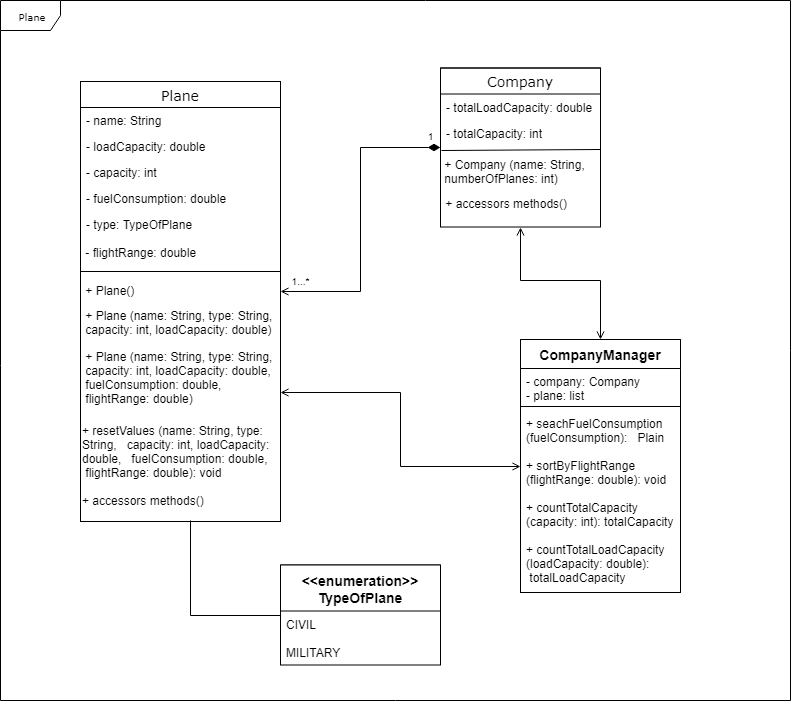 Plane
Plane
- name: String
- loadCapacity: double
- capacity: int
- fuelConsumption: double
- type: TypeOfPlane
- flightRange: double
+ Plane()
+ Plane (name: String, type: String,
capacity: int, loadCapacity: double)
+ Plane (name: String, type: String,
capacity: int, loadCapacity: double,
fuelConsumption: double,
flightRange: double)
+ resetValues (name: String, type:
String, capacity: int, loadCapacity:
double, fuelConsumption: double,
flightRange: double): void
+ accessors methods()
Company
- totalLoadCapacity: double
- totalCapacity: int
+ Company (name: String,
numberOfPlanes: int)
+ accessors methods()
1
1...*
CompanyManager
- company: Company
- plane: list
+ seachFuelConsumption
(fuelConsumption): Plain
+ sortByFlightRange
(flightRange: double): void
+ countTotalCapacity
(capacity: int): totalCapacity
+ countTotalLoadCapacity
(loadCapacity: double):
totalLoadCapacity
<<enumeration>>
TypeOfPlane
CIVIL
MILITARY